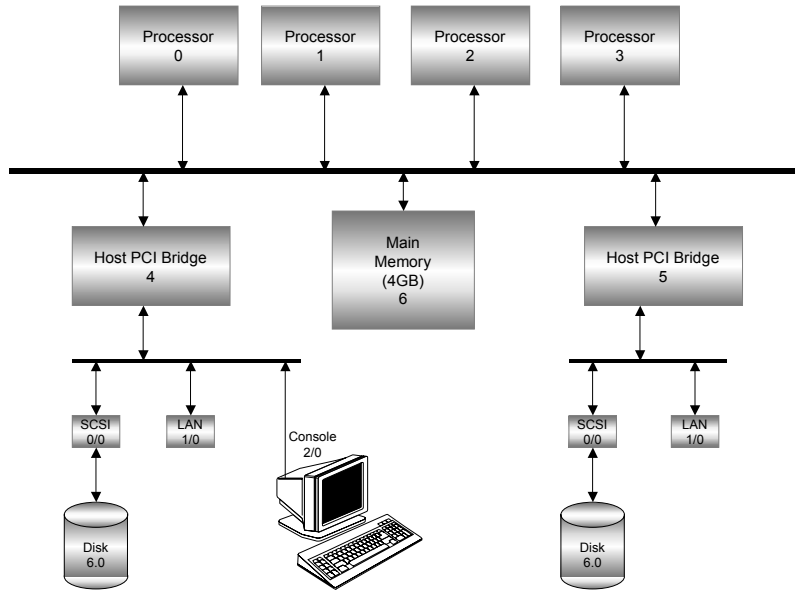 Processor
0
Processor
1
Processor
2
Processor
3
Host PCI Bridge
4
Main
Memory
(4GB)
6
Host PCI Bridge
5
SCSI
0/0
LAN
1/0
Console
2/0
SCSI
0/0
LAN
1/0
Disk
6.0
Disk
6.0